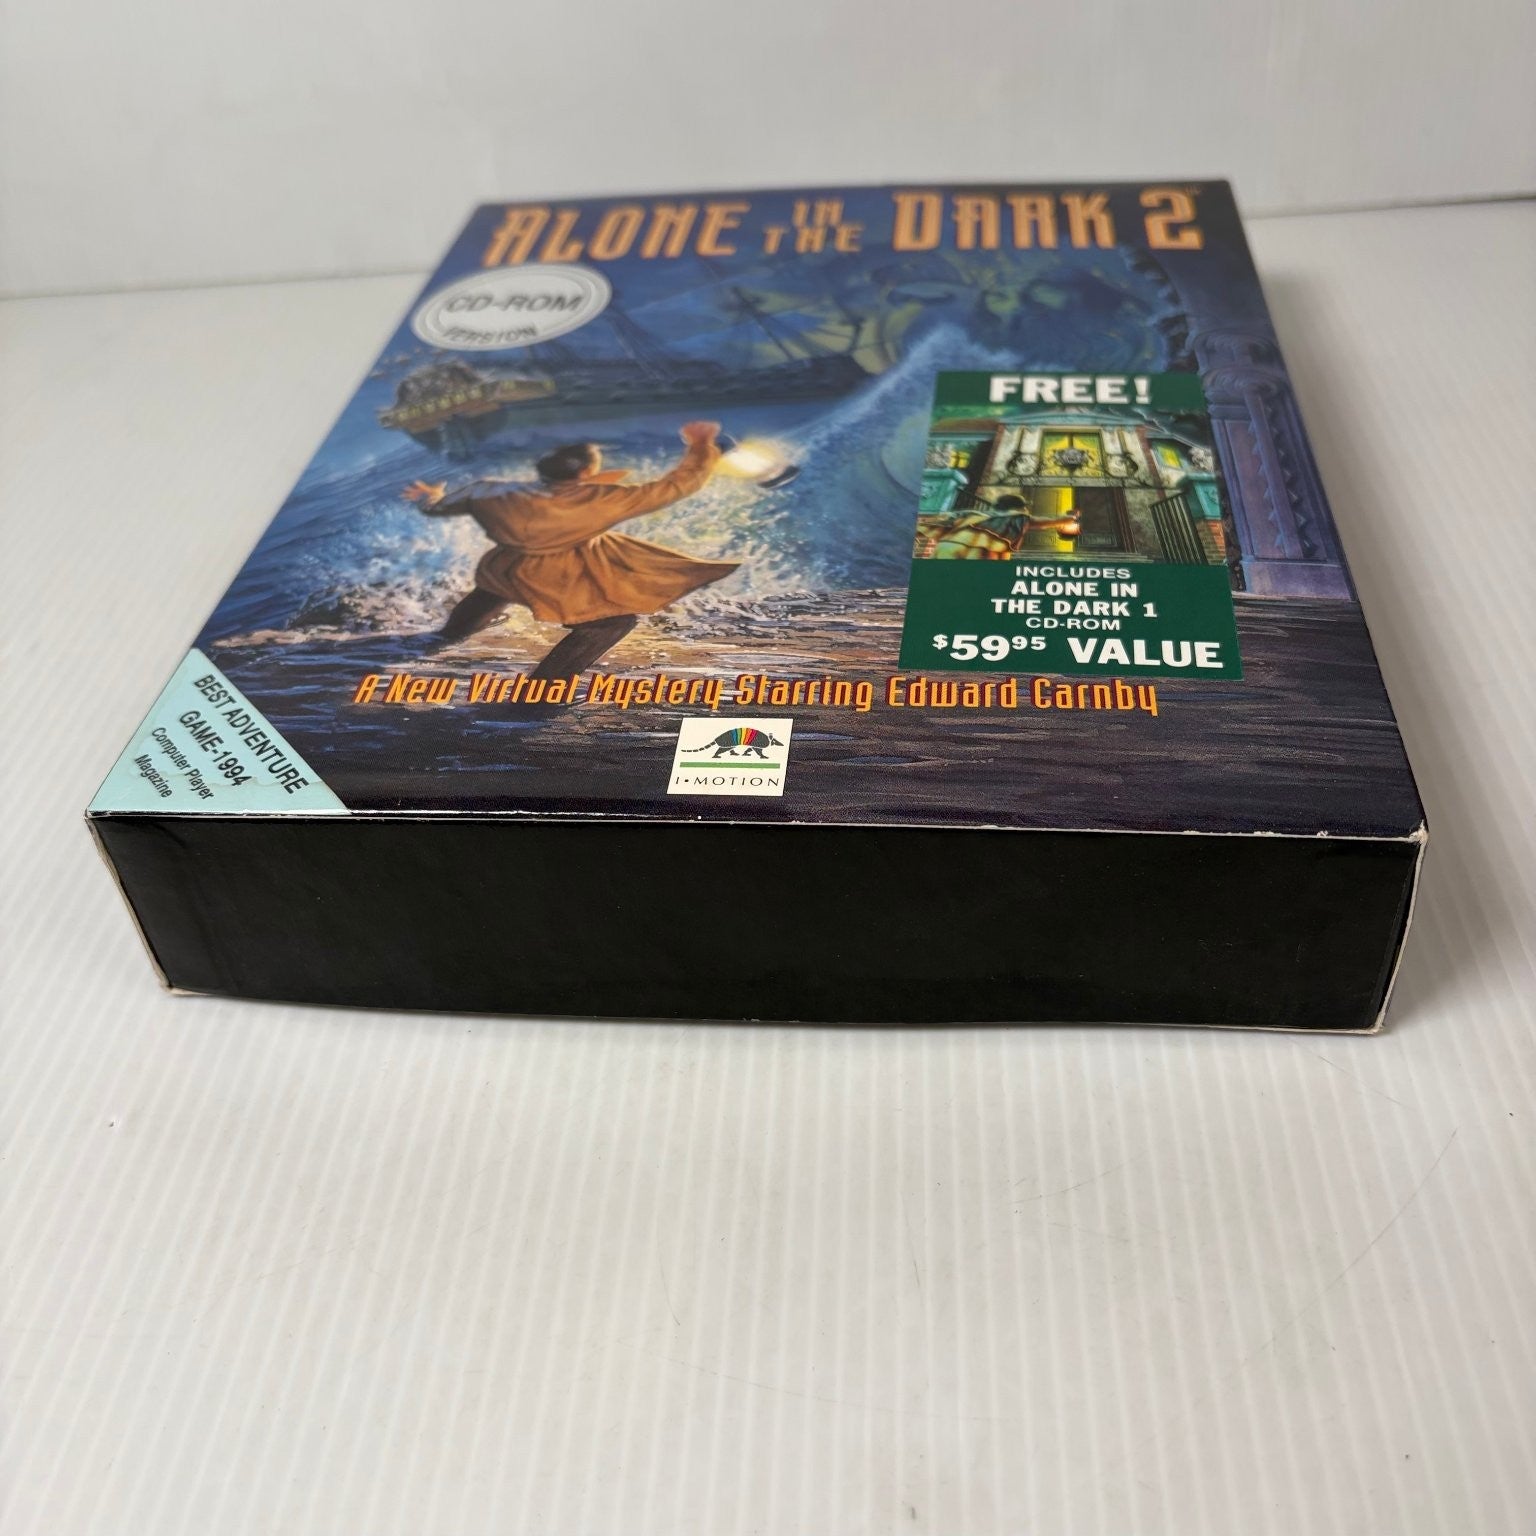 ALONE IN THE DARK 2
CD-ROM
VERSION
FREE!
INCLUDES
ALONE IN
THE DARK 1
CD-ROM
$59.95 VALUE
A New Virtual Mystery Starring Edward Carnby
BEST ADVENTURE
GAME-1994
Computer Player
Magazine
I•MOTION